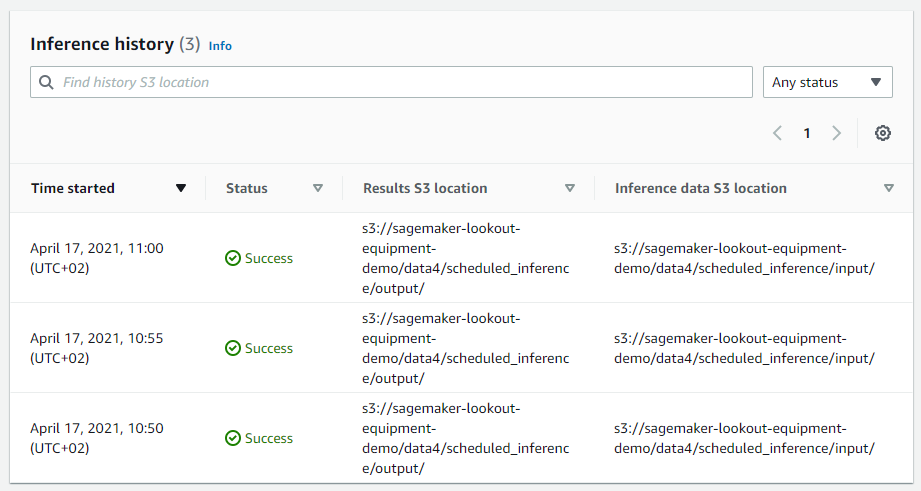 Inference history (3) Info
Find history S3 location
Any status
1
Time started
Status
Results S3 location
Inference data S3 location
April 17, 2021, 11:00
(UTC+02)
Success
s3://sagemaker-lookout-
equipment-
demo/data4/scheduled_inferenc
e/output/
s3://sagemaker-lookout-equipment-
demo/data4/scheduled_inference/input/
April 17, 2021, 10:55
(UTC+02)
Success
s3://sagemaker-lookout-
equipment-
demo/data4/scheduled_inferenc
e/output/
s3://sagemaker-lookout-equipment-
demo/data4/scheduled_inference/input/
April 17, 2021, 10:50
(UTC+02)
Success
s3://sagemaker-lookout-
equipment-
demo/data4/scheduled_inferenc
e/output/
s3://sagemaker-lookout-equipment-
demo/data4/scheduled_inference/input/